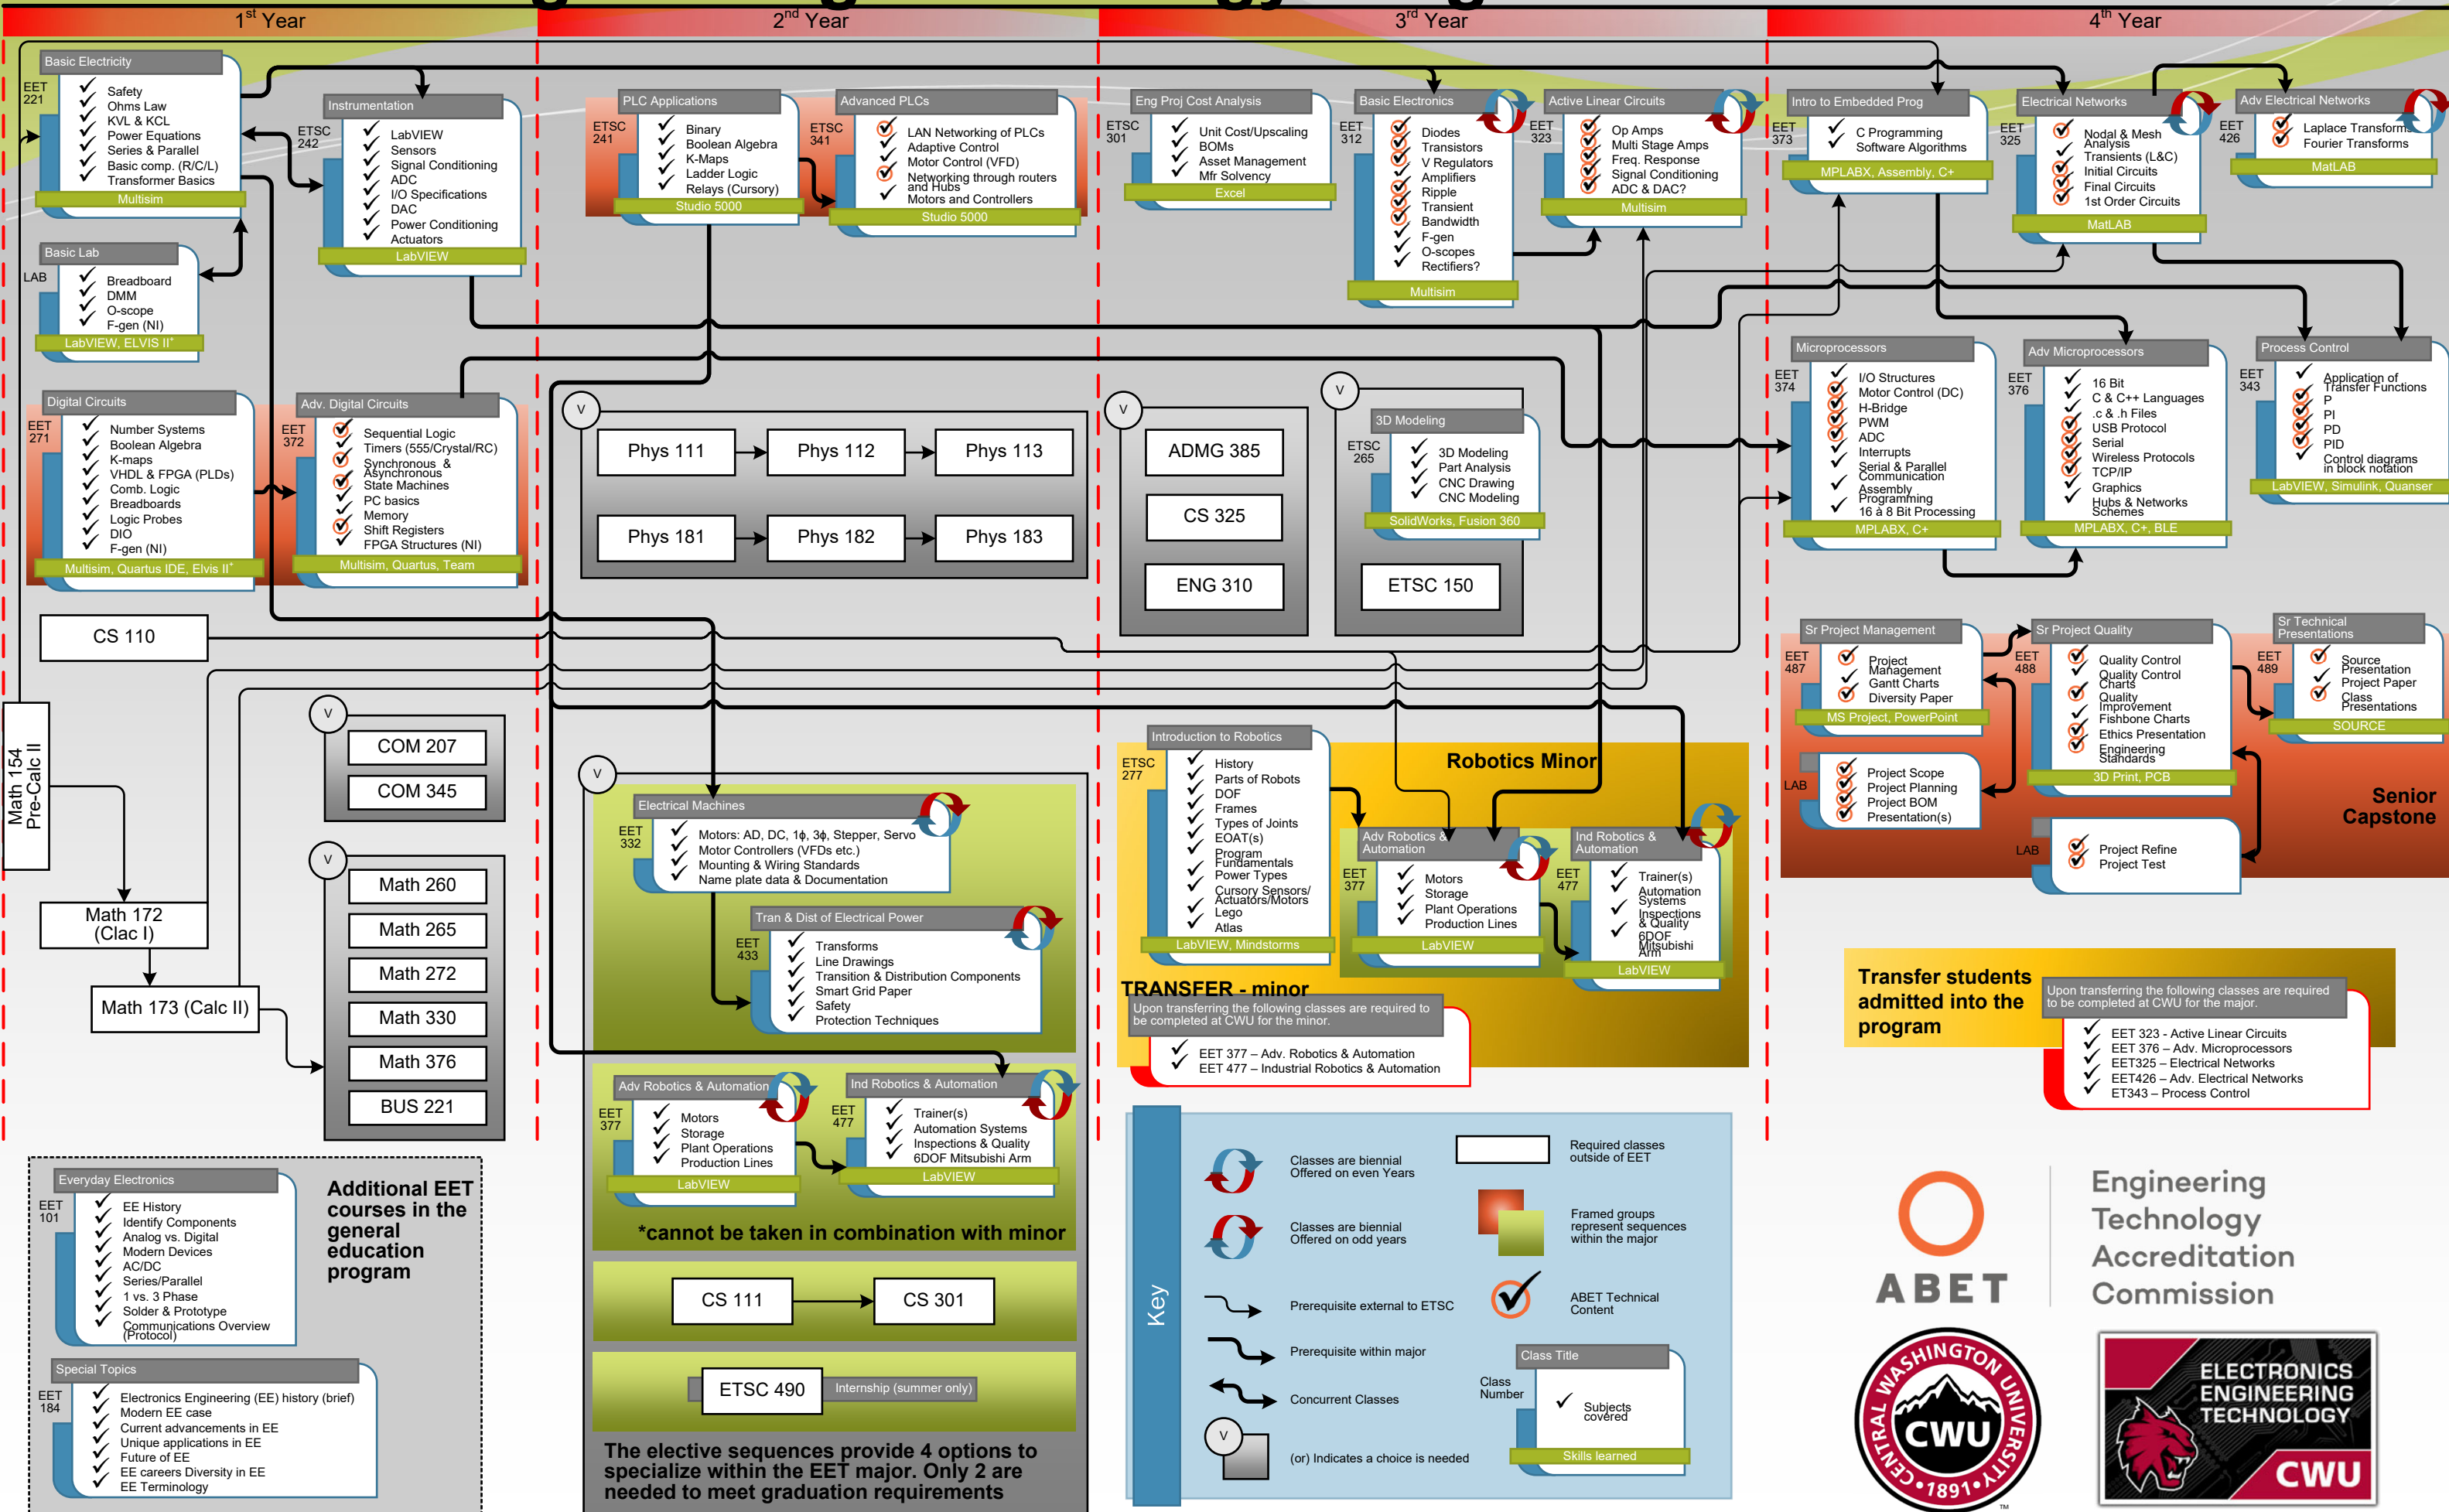 1st Year
2nd Year
3rd Year
4th Year
Basic Electricity
EET
221
Safety
Ohms Law
KVL & KCL
Power Equations
Series & Parallel
Basic comp. (R/C/L)
Transformer Basics
Multisim
Basic Lab
LAB
Breadboard
DMM
O-scope
F-gen (NI)
LabVIEW, ELVIS II+
Instrumentation
ETSC
242
LabVIEW
Sensors
Signal Conditioning
ADC
I/O Specifications
DAC
Power Conditioning
Actuators
LabVIEW
Digital Circuits
EET
271
Number Systems
Boolean Algebra
K-maps
VHDL & FPGA (PLDs)
Comb. Logic
Breadboards
Logic Probes
DIO
F-gen (NI)
Multisim, Quartus IDE, Elvis II+
Adv. Digital Circuits
EET
372
Sequential Logic
Timers (555/Crystal/RC)
Synchronous &
Asynchronous
State Machines
PC basics
Memory
Shift Registers
FPGA Structures (NI)
Multisim, Quartus, Team
CS 110
Math 154
Pre-Calc II
Math 172
(Clac I)
Math 173 (Calc II)
V
COM 207
COM 345
V
Math 260
Math 265
Math 272
Math 330
Math 376
BUS 221
Everyday Electronics
EET
101
EE History
Identify Components
Analog vs. Digital
Modern Devices
AC/DC
Series/Parallel
1 vs. 3 Phase
Solder & Prototype
Communications Overview
(Protocol)
Additional EET
courses in the
general
education
program
Special Topics
EET
184
Electronics Engineering (EE) history (brief)
Modern EE case
Current advancements in EE
Unique applications in EE
Future of EE
EE careers Diversity in EE
EE Terminology
PLC Applications
ETSC
241
Binary
Boolean Algebra
K-Maps
Ladder Logic
Relays (Cursory)
Studio 5000
Advanced PLCs
ETSC
341
LAN Networking of PLCs
Adaptive Control
Motor Control (VFD)
Networking through routers
and Hubs
Motors and Controllers
Studio 5000
V
Phys 111
Phys 112
Phys 113
Phys 181
Phys 182
Phys 183
V
Electrical Machines
EET
332
Motors: AD, DC, 1ϕ, 3ϕ, Stepper, Servo
Motor Controllers (VFDs etc.)
Mounting & Wiring Standards
Name plate data & Documentation
Tran & Dist of Electrical Power
EET
433
Transforms
Line Drawings
Transition & Distribution Components
Smart Grid Paper
Safety
Protection Techniques
Adv Robotics & Automation
EET
377
Motors
Storage
Plant Operations
Production Lines
LabVIEW
Ind Robotics & Automation
EET
477
Trainer(s)
Automation Systems
Inspections & Quality
6DOF Mitsubishi Arm
LabVIEW
*cannot be taken in combination with minor
CS 111
CS 301
ETSC 490
Internship (summer only)
The elective sequences provide 4 options to
specialize within the EET major. Only 2 are
needed to meet graduation requirements
Eng Proj Cost Analysis
ETSC
301
Unit Cost/Upscaling
BOMs
Asset Management
Mfr Solvency
Excel
Basic Electronics
EET
312
Diodes
Transistors
V Regulators
Amplifiers
Ripple
Transient
Bandwidth
F-gen
O-scopes
Rectifiers?
Multisim
Active Linear Circuits
EET
323
Op Amps
Multi Stage Amps
Freq. Response
Signal Conditioning
ADC & DAC?
Multisim
V
ADMG 385
CS 325
ENG 310
V
3D Modeling
ETSC
265
3D Modeling
Part Analysis
CNC Drawing
CNC Modeling
SolidWorks, Fusion 360
ETSC 150
Introduction to Robotics
ETSC
277
History
Parts of Robots
DOF
Frames
Types of Joints
EOAT(s)
Program
Fundamentals
Power Types
Cursory Sensors/
Actuators/Motors
Lego
Atlas
LabVIEW, Mindstorms
Robotics Minor
Adv Robotics &
Automation
EET
377
Motors
Storage
Plant Operations
Production Lines
LabVIEW
Ind Robotics &
Automation
EET
477
Trainer(s)
Automation
Systems
Inspections
& Quality
6DOF
Mitsubishi
Arm
LabVIEW
TRANSFER - minor
Upon transferring the following classes are required to
be completed at CWU for the minor.
EET 377 – Adv. Robotics & Automation
EET 477 – Industrial Robotics & Automation
Key
Classes are biennial
Offered on even Years
Classes are biennial
Offered on odd years
Prerequisite external to ETSC
Prerequisite within major
Concurrent Classes
V
(or) Indicates a choice is needed
Required classes
outside of EET
Framed groups
represent sequences
within the major
ABET Technical
Content
Class Title
Class
Number
Subjects
covered
Skills learned
Intro to Embedded Prog
EET
373
C Programming
Software Algorithms
MPLABX, Assembly, C+
Electrical Networks
EET
325
Nodal & Mesh
Analysis
Transients (L&C)
Initial Circuits
Final Circuits
1st Order Circuits
MatLAB
Adv Electrical Networks
EET
426
Laplace Transforms
Fourier Transforms
MatLAB
Microprocessors
EET
374
I/O Structures
Motor Control (DC)
H-Bridge
PWM
ADC
Interrupts
Serial & Parallel
Communication
Assembly
Programming
16 à 8 Bit Processing
MPLABX, C+
Adv Microprocessors
EET
376
16 Bit
C & C++ Languages
.c & .h Files
USB Protocol
Serial
Wireless Protocols
TCP/IP
Graphics
Hubs & Networks
Schemes
MPLABX, C+, BLE
Process Control
EET
343
Application of
Transfer Functions
P
PI
PD
PID
Control diagrams
in block notation
LabVIEW, Simulink, Quanser
Sr Project Management
EET
487
Project
Management
Gantt Charts
Diversity Paper
MS Project, PowerPoint
LAB
Project Scope
Project Planning
Project BOM
Presentation(s)
Sr Project Quality
EET
488
Quality Control
Quality Control
Charts
Quality
Improvement
Fishbone Charts
Ethics Presentation
Engineering
Standards
3D Print, PCB
LAB
Project Refine
Project Test
Sr Technical
Presentations
EET
489
Source
Presentation
Project Paper
Class
Presentations
SOURCE
Senior
Capstone
Transfer students
admitted into the
program
Upon transferring the following classes are required
to be completed at CWU for the major.
EET 323 - Active Linear Circuits
EET 376 – Adv. Microprocessors
EET325 – Electrical Networks
EET426 – Adv. Electrical Networks
ET343 – Process Control
ABET
Engineering
Technology
Accreditation
Commission
CENTRAL WASHINGTON UNIVERSITY
CWU
•1891•
TM
ELECTRONICS
ENGINEERING
TECHNOLOGY
CWU